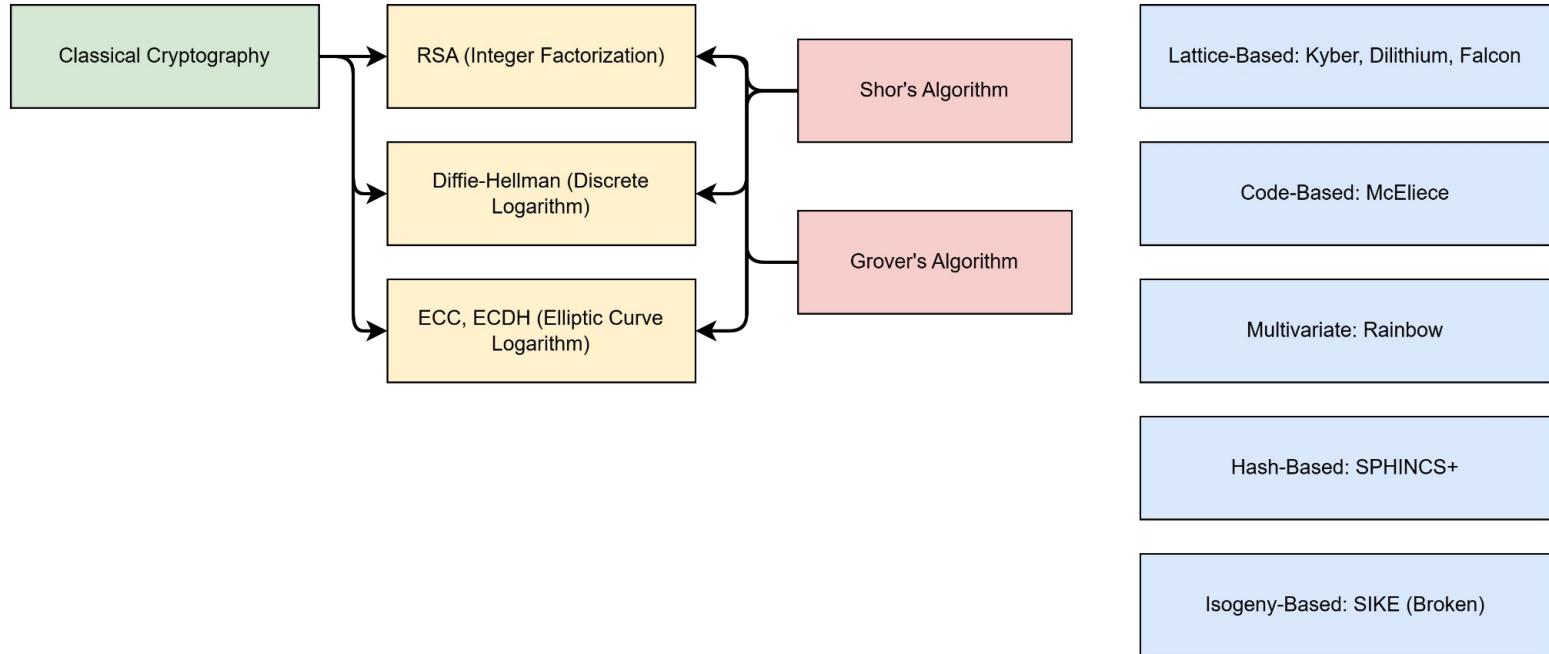 Classical Cryptography
RSA (Integer Factorization)
Diffie-Hellman (Discrete
Logarithm)
ECC, ECDH (Elliptic Curve
Logarithm)
Shor's Algorithm
Grover's Algorithm
Lattice-Based: Kyber, Dilithium, Falcon
Code-Based: McEliece
Multivariate: Rainbow
Hash-Based: SPHINCS+
Isogeny-Based: SIKE (Broken)